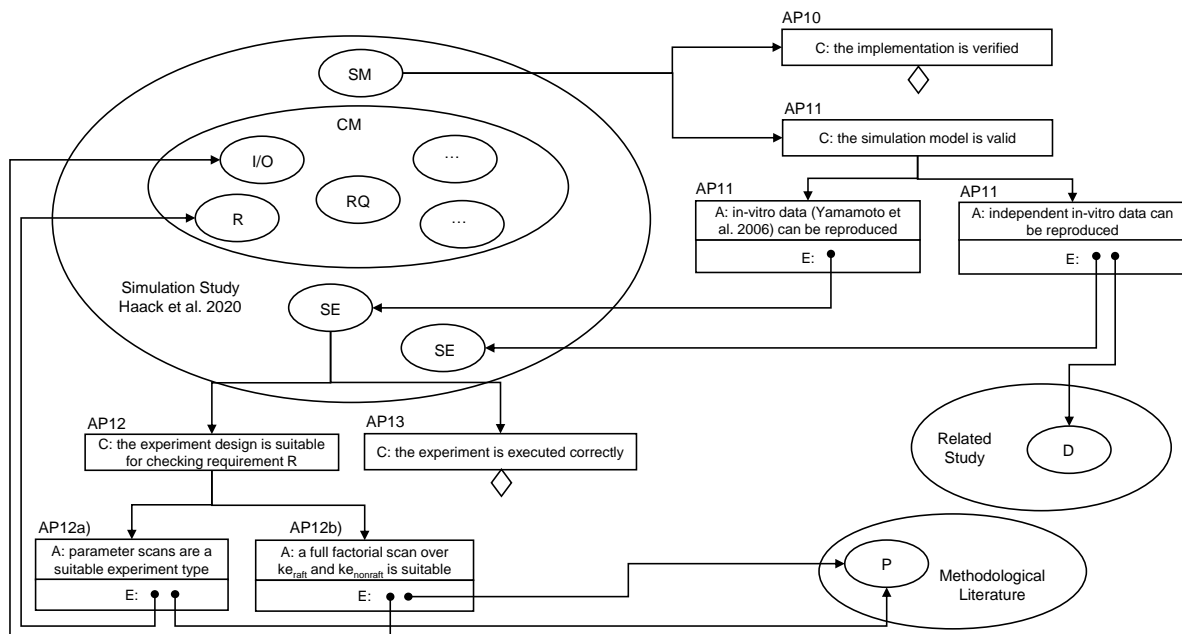 AP10
C: the implementation is verified
SM
AP11
CM
C: the simulation model is valid
I/O
...
RQ
R
...
AP11
A: in-vitro data (Yamamoto et
al. 2006) can be reproduced
E:
AP11
A: independent in-vitro data can
be reproduced
E:
Simulation Study
Haack et al. 2020
SE
SE
AP12
C: the experiment design is suitable
for checking requirement R
AP13
C: the experiment is executed correctly
Related
Study
D
AP12a)
A: parameter scans are a
suitable experiment type
E:
AP12b)
A: a full factorial scan over
ke_raft and ke_nonraft is suitable
E:
P
Methodological
Literature